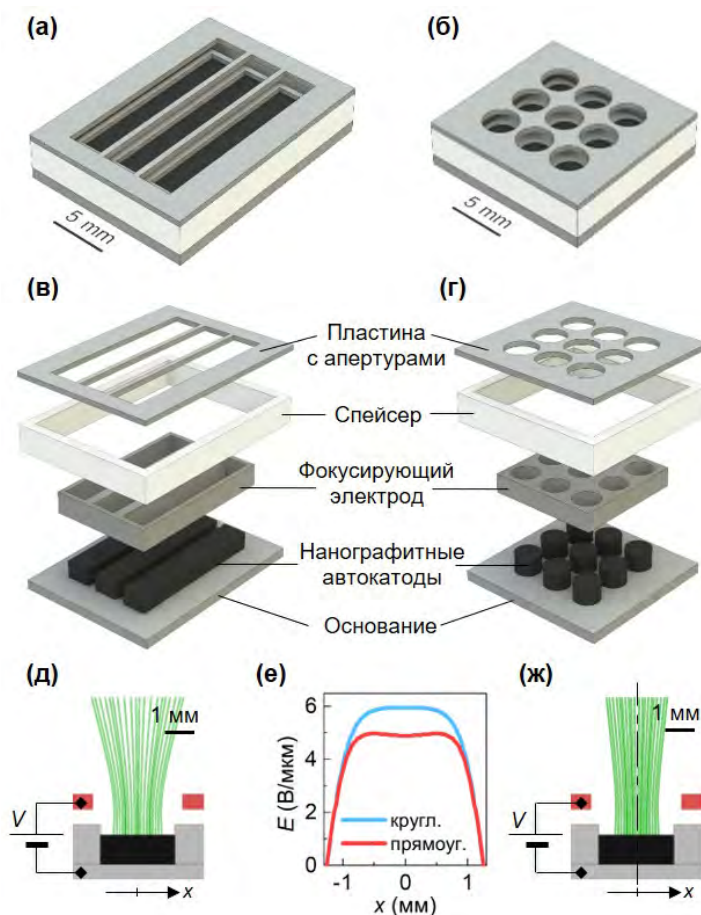 (а)
(б)
5 mm
5 mm
(в)
(г)
Пластина
с апертурами
Спейсер
Фокусирующий
электрод
Нанографитные
автокатоды
Основание
(д)
(е)
(ж)
1 мм
V
x
E (В/мкм)
6
4
2
0
кругл.
прямоуг.
-1
0
1
x (мм)
1 мм
V
x